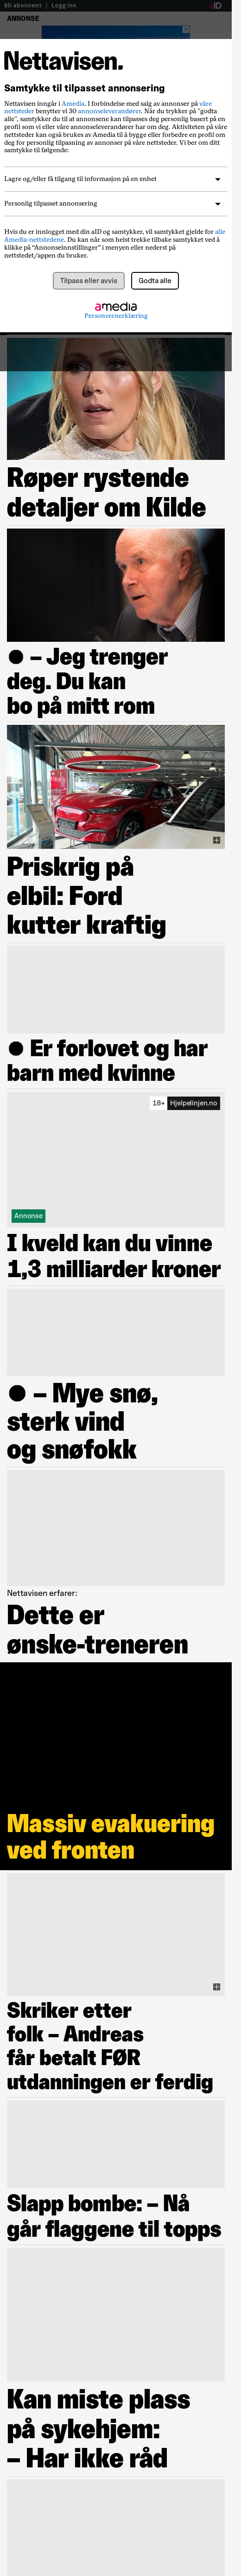 Bli abonnent | Logg inn
aID
ANNONSE
Nettavisen.
Samtykke til tilpasset annonsering
Nettavisen inngår i Amedia. I forbindelse med salg av annonser på våre
nettsteder benytter vi 30 annonseleverandører. Når du trykker på "godta
alle", samtykker du til at annonsene kan tilpasses deg personlig basert på en
profil som vi eller våre annonseleverandører har om deg. Aktiviteten på våre
nettsteder kan også brukes av Amedia til å bygge eller forbedre en profil om
deg for personlig tilpasning av annonser på våre nettsteder. Vi ber om ditt
samtykke til følgende:
Lagre og/eller få tilgang til informasjon på en enhet
Personlig tilpasset annonsering
Hvis du er innlogget med din aID og samtykker, vil samtykket gjelde for alle
Amedia-nettstedene. Du kan når som helst trekke tilbake samtykket ved å
klikke på “Annonseinnstillinger” i menyen eller nederst på
nettstedet/appen du bruker.
Tilpass eller avvis
Godta alle
amedia
Personvernerklæring
Røper rystende
detaljer om Kilde
– Jeg trenger
deg. Du kan
bo på mitt rom
Priskrig på
elbil: Ford
kutter kraftig
Er forlovet og har
barn med kvinne
18+ Hjelpelinjen.no
Annonse
I kveld kan du vinne
1,3 milliarder kroner
– Mye snø,
sterk vind
og snøfokk
Nettavisen erfarer:
Dette er
ønske-treneren
Massiv evakuering
ved fronten
Skriker etter
folk – Andreas
får betalt FØR
utdanningen er ferdig
Slapp bombe: – Nå
går flaggene til topps
Kan miste plass
på sykehjem:
– Har ikke råd